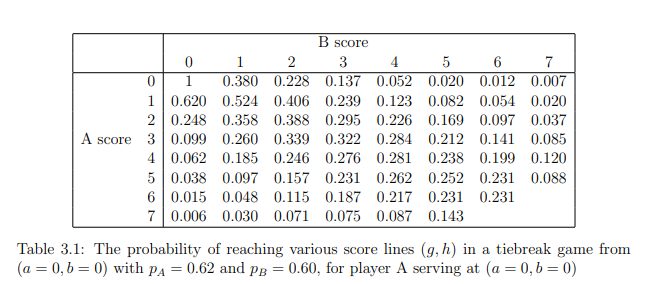 B score
0 1 2 3 4 5 6 7
0 1 0.380 0.228 0.137 0.052 0.020 0.012 0.007
1 0.620 0.524 0.406 0.239 0.123 0.082 0.054 0.020
2 0.248 0.358 0.388 0.295 0.226 0.169 0.097 0.037
A score 3 0.099 0.260 0.339 0.322 0.284 0.212 0.141 0.085
4 0.062 0.185 0.246 0.276 0.281 0.238 0.199 0.120
5 0.038 0.097 0.157 0.231 0.262 0.252 0.231 0.088
6 0.015 0.048 0.115 0.187 0.217 0.231 0.231
7 0.006 0.030 0.071 0.075 0.087 0.143
Table 3.1: The probability of reaching various score lines (g, h) in a tiebreak game from
(a = 0, b = 0) with p_A = 0.62 and p_B = 0.60, for player A serving at (a = 0, b = 0)